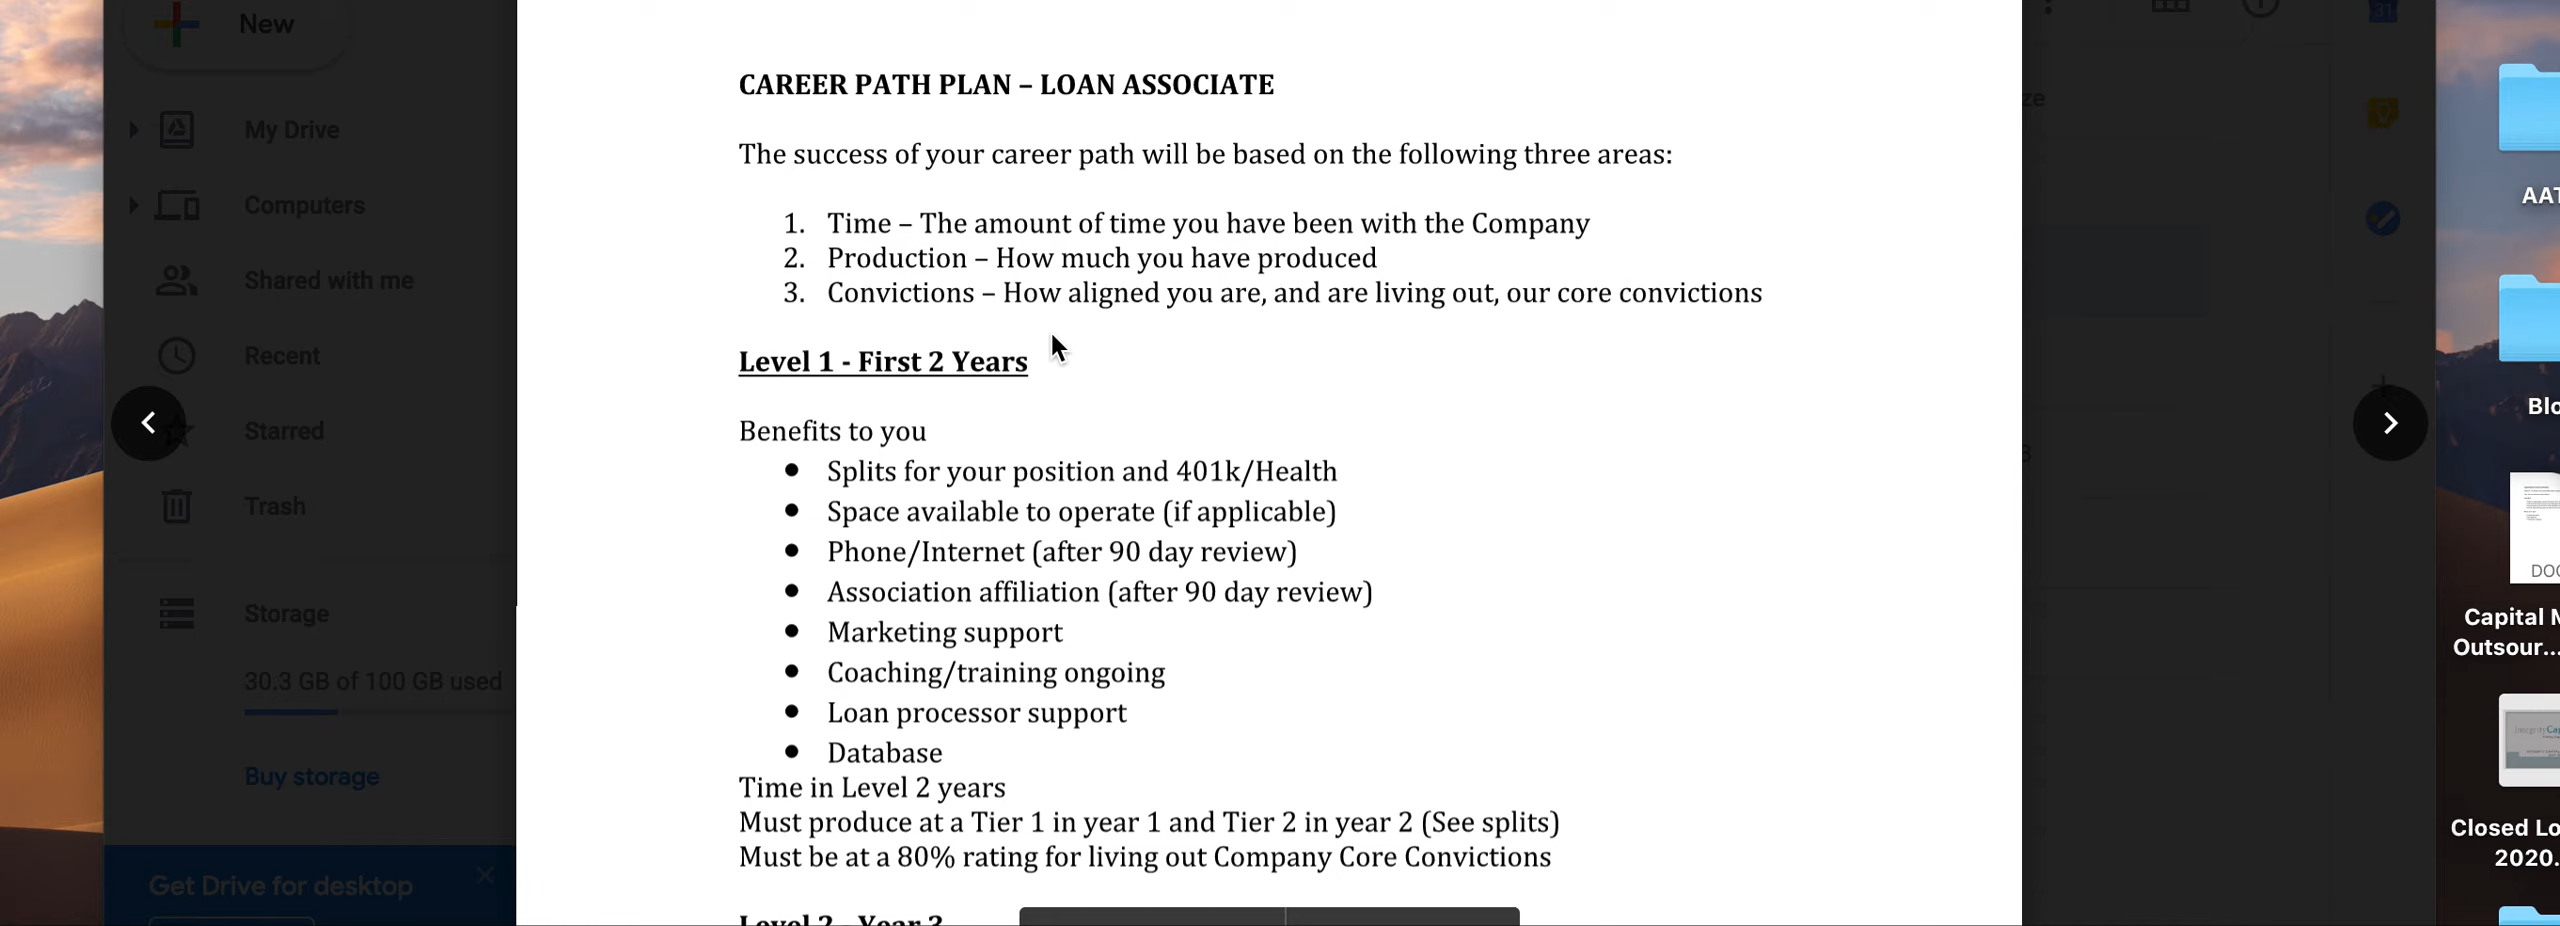 New
My Drive
Computers
Shared with me
Recent
Starred
Trash
Storage
30.3 GB of 100 GB used
Buy storage
Get Drive for desktop
CAREER PATH PLAN – LOAN ASSOCIATE
The success of your career path will be based on the following three areas:
1. Time – The amount of time you have been with the Company
2. Production – How much you have produced
3. Convictions – How aligned you are, and are living out, our core convictions
Level 1 - First 2 Years
Benefits to you
● Splits for your position and 401k/Health
● Space available to operate (if applicable)
● Phone/Internet (after 90 day review)
● Association affiliation (after 90 day review)
● Marketing support
● Coaching/training ongoing
● Loan processor support
● Database
Time in Level 2 years
Must produce at a Tier 1 in year 1 and Tier 2 in year 2 (See splits)
Must be at a 80% rating for living out Company Core Convictions
Level 2 - Year 3
ze
31
AAT
Blo
DOC
Capital M
Outsour...
Closed Lo
2020.